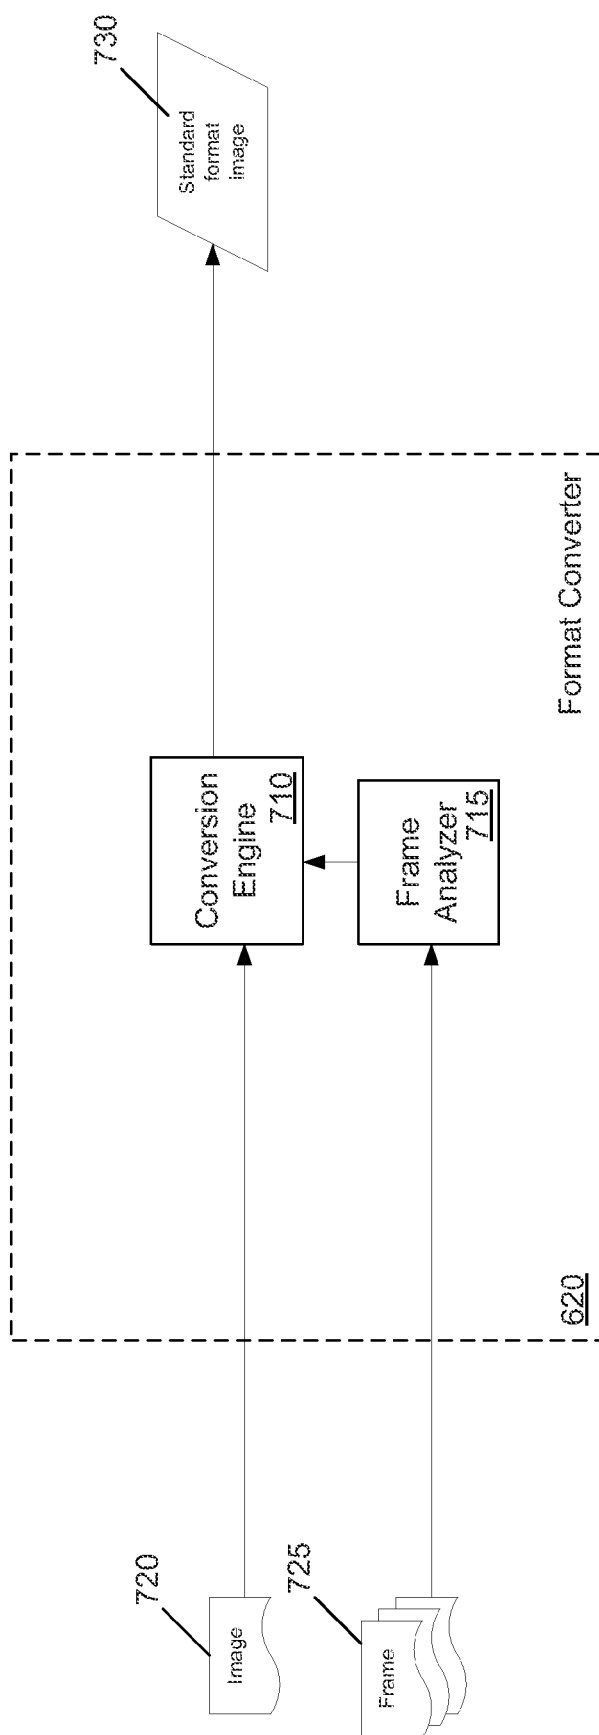 720
Image
725
Frame
Conversion
Engine
710
Frame
Analyzer
715
620
Format Converter
730
Standard
format
image